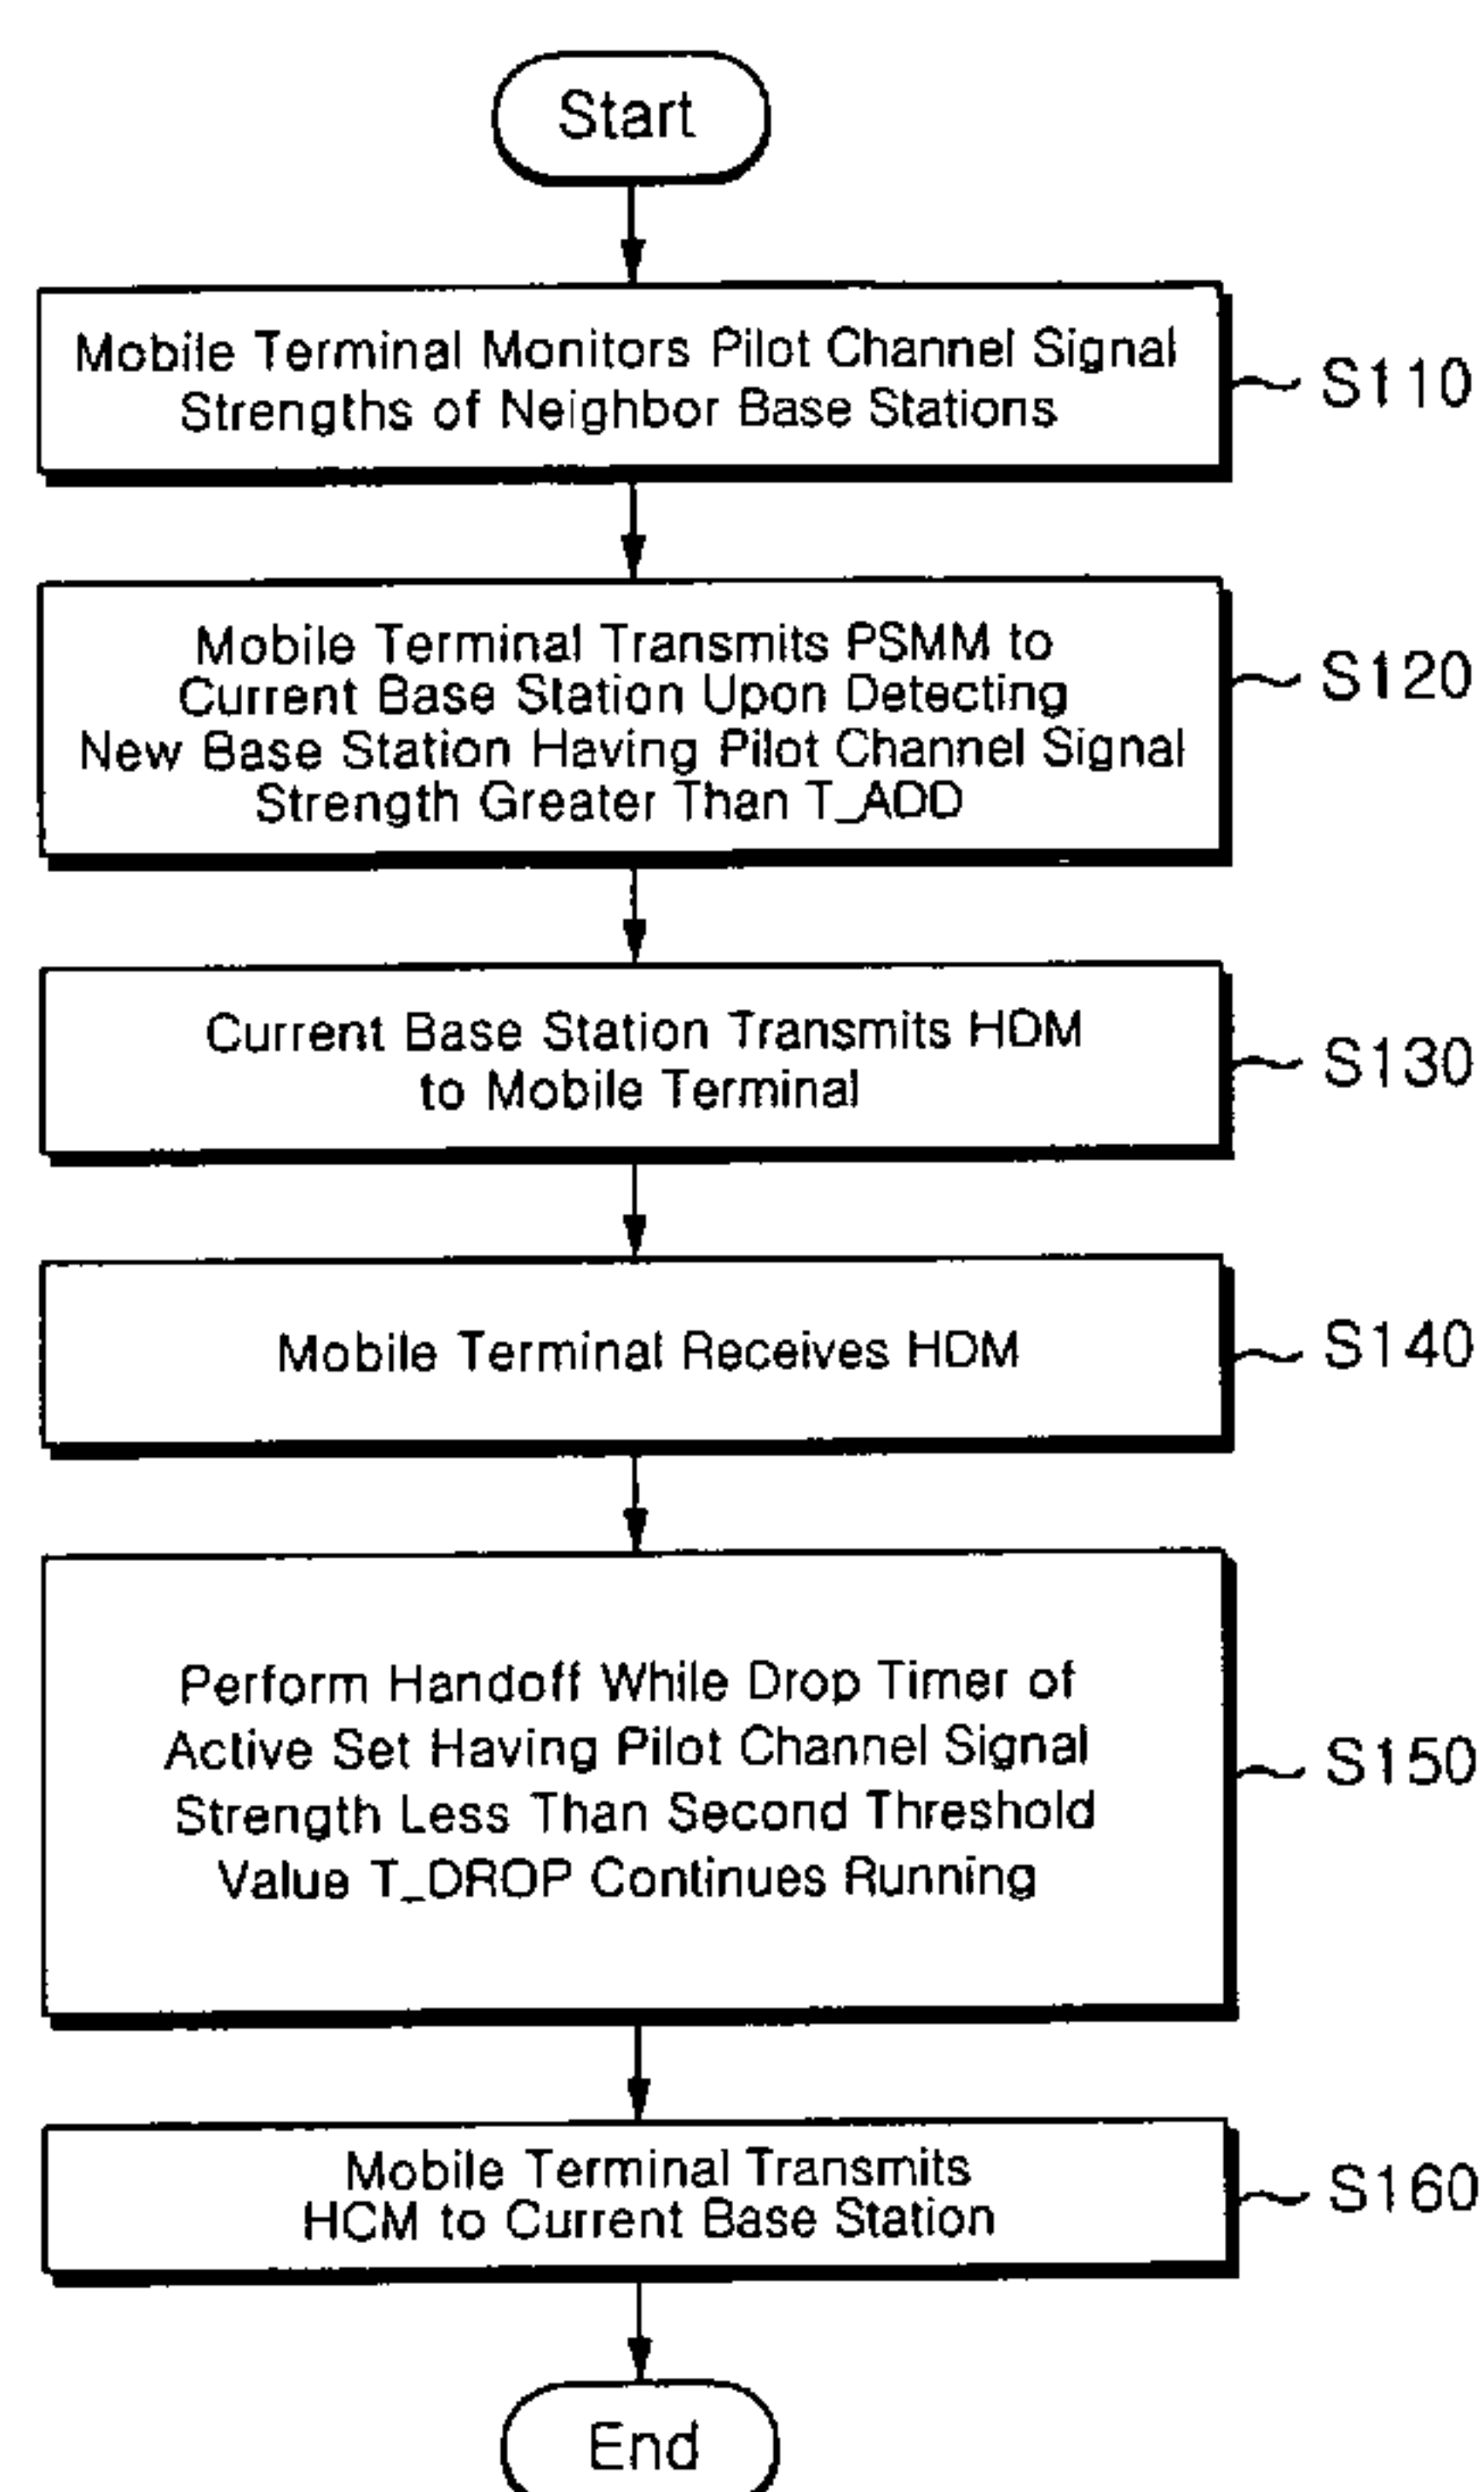 Start
Mobile Terminal Monitors Pilot Channel Signal
Strengths of Neighbor Base Stations
S110
Mobile Terminal Transmits PSMM to
Current Base Station Upon Detecting
New Base Station Having Pilot Channel Signal
Strength Greater Than T_ADD
S120
Current Base Station Transmits HDM
to Mobile Terminal
S130
Mobile Terminal Receives HDM
S140
Perform Handoff While Drop Timer of
Active Set Having Pilot Channel Signal
Strength Less Than Second Threshold
Value T_DROP Continues Running
S150
Mobile Terminal Transmits
HCM to Current Base Station
S160
End